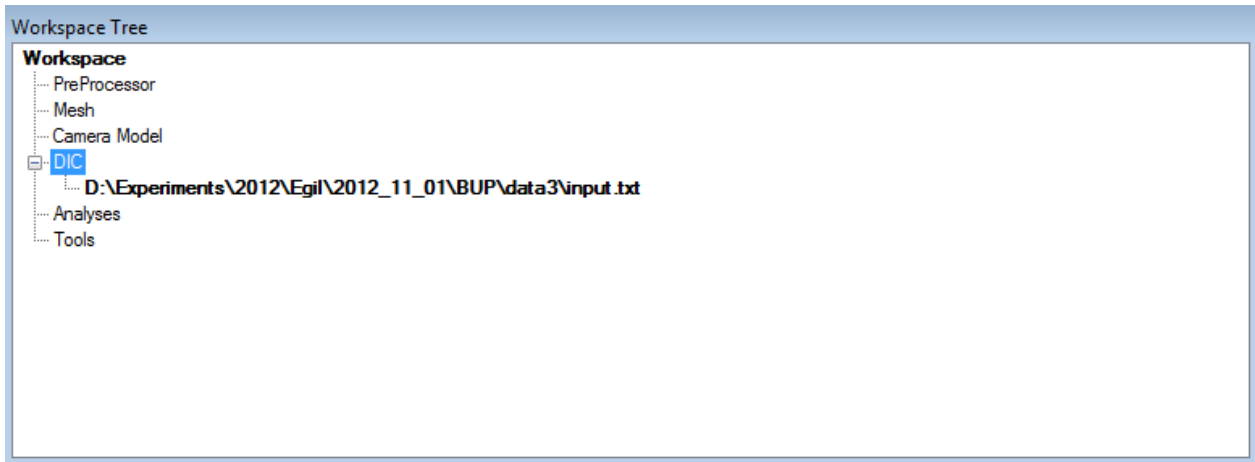 Workspace Tree
Workspace
PreProcessor
Mesh
Camera Model
DIC
D:\Experiments\2012\Egil\2012_11_01\BUP\data3\input.txt
Analyses
Tools